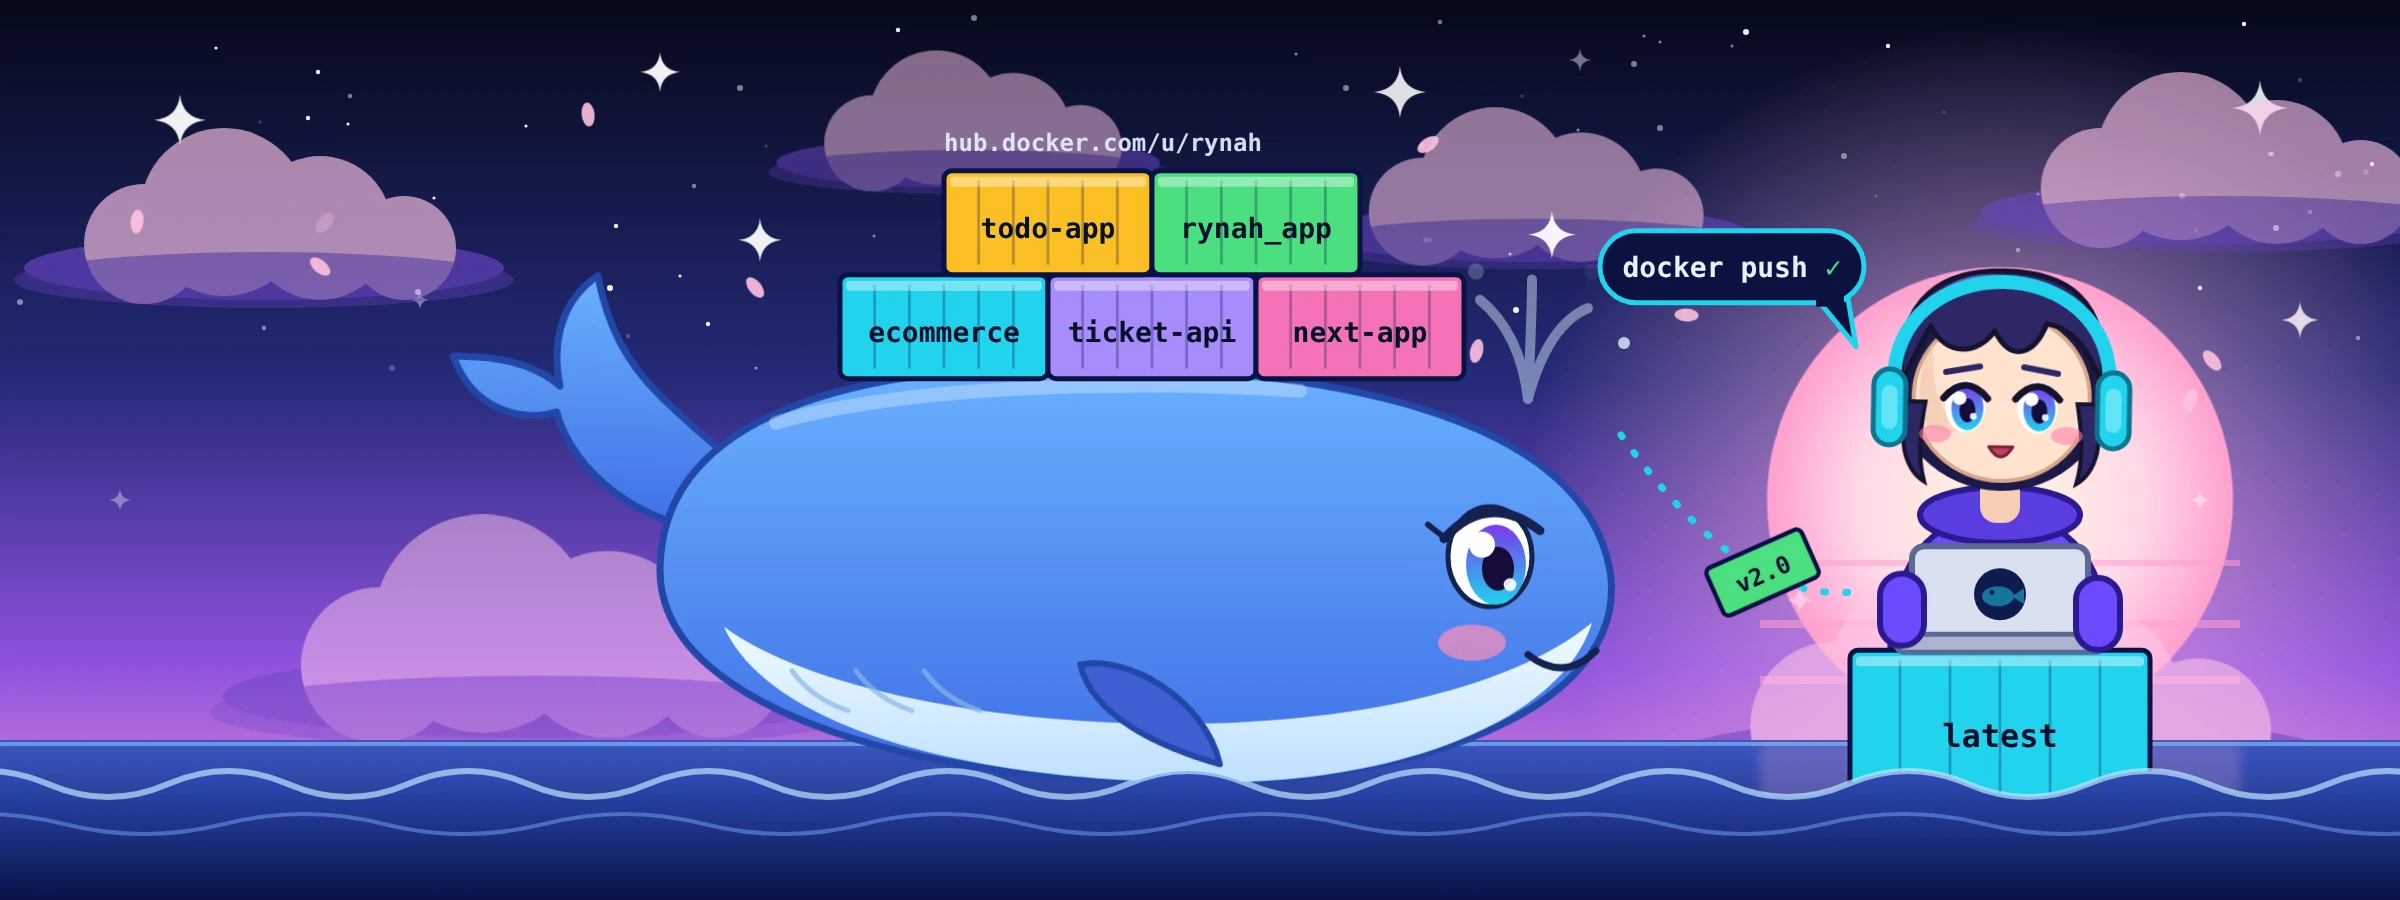 hub.docker.com/u/rynah
todo-app
rynah_app
ecommerce
ticket-api
next-app
docker push ✓
v2.0
latest